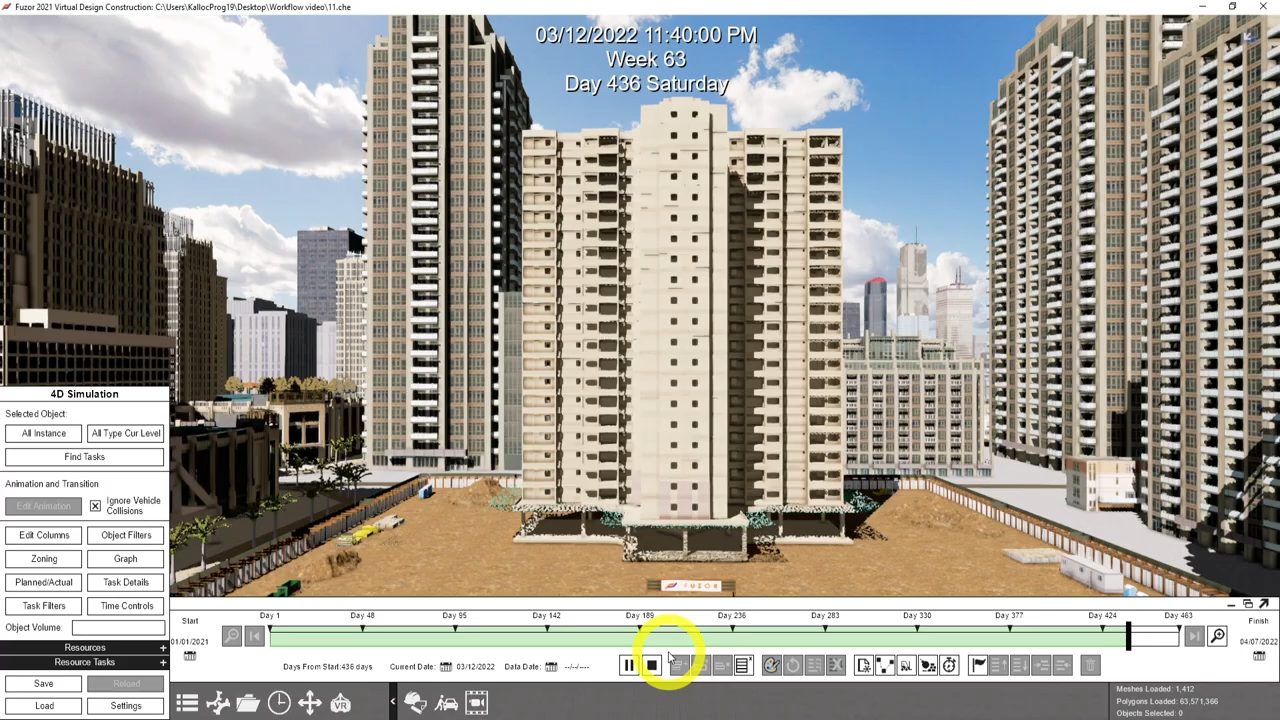 Fuzor 2021 Virtual Design Construction: C:\Users\KallocProg19\Desktop\Workflow video\11.che
03/12/2022 11:40:00 PM
Week 63
Day 436 Saturday
4D Simulation
Selected Object:
All Instance
All Type Cur Level
Find Tasks
Animation and Transition
Edit Animation
Ignore Vehicle
Collisions
Edit Columns
Object Filters
Zoning
Graph
Planned/Actual
Task Details
Task Filters
Time Controls
Object Volume:
Resources +
Resource Tasks +
Save
Reload
Load
Settings
FUZOR
Start
01/01/2021
Day 1
Day 48
Day 95
Day 142
Day 189
Day 236
Day 283
Day 330
Day 377
Day 424
Day 463
Finish
04/07/2022
Days From Start:436 days
Current Date:
03/12/2022
Data Date:
--/--/----
VR
Meshes Loaded: 1,412
Polygons Loaded: 63,571,366
Objects Selected: 0